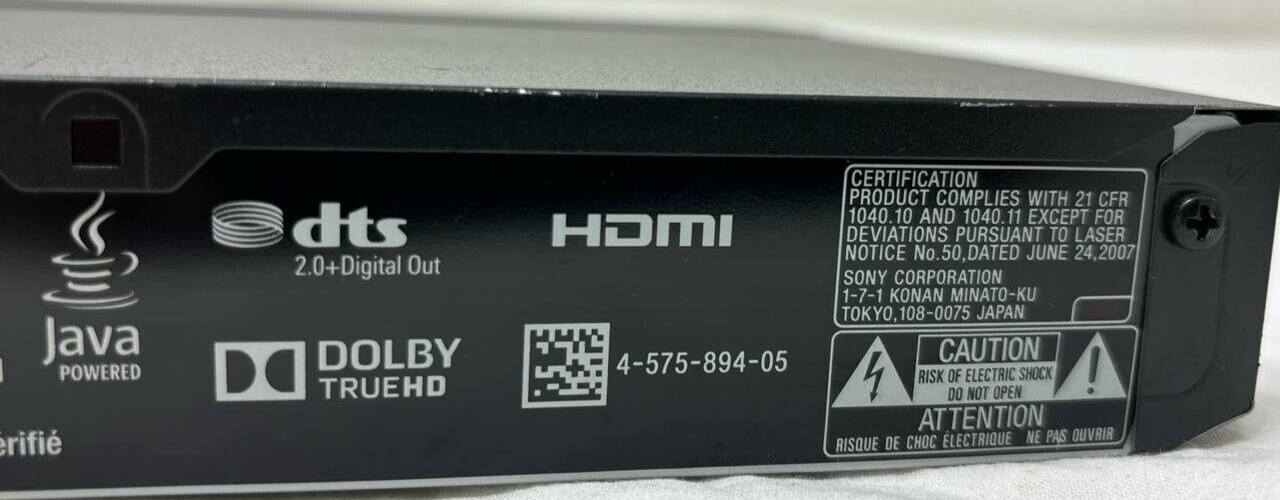 Java
POWERED
érifié
dts
2.0+Digital Out
DOLBY
TRUEHD
HDMI
4-575-894-05
CERTIFICATION
PRODUCT COMPLIES WITH 21 CFR
1040.10 AND 1040.11 EXCEPT FOR
DEVIATIONS PURSUANT TO LASER
NOTICE No.50,DATED JUNE 24,2007
SONY CORPORATION
1-7-1 KONAN MINATO-KU
TOKYO,108-0075 JAPAN
CAUTION
RISK OF ELECTRIC SHOCK
DO NOT OPEN
ATTENTION
RISQUE DE CHOC ÉLECTRIQUE NE PAS OUVRIR